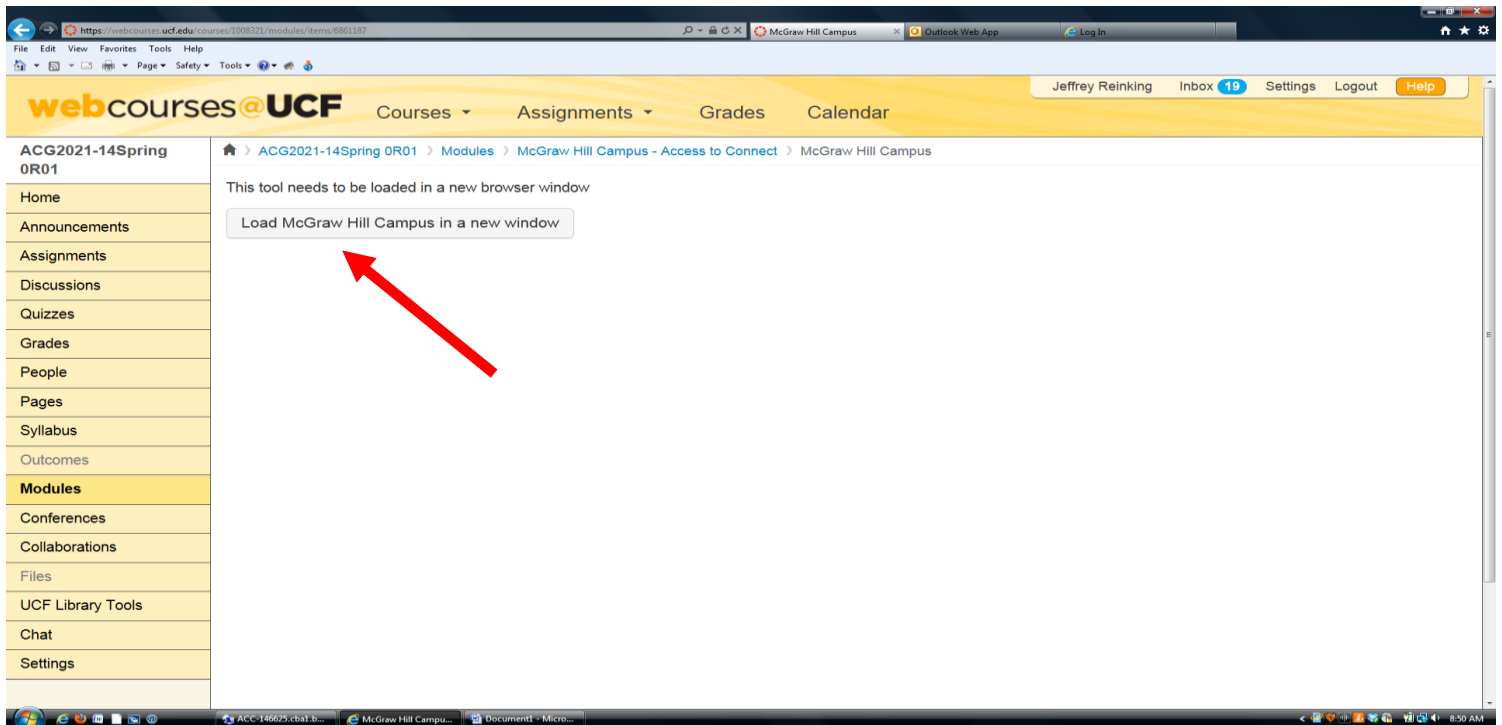 https://webcourses.ucf.edu/courses/1008321/modules/items/6861187
McGraw Hill Campus
Outlook Web App
Log In
File Edit View Favorites Tools Help
Page Safety Tools
Jeffrey Reinking Inbox 19 Settings Logout Help
webcourses@UCF Courses Assignments Grades Calendar
ACG2021-14Spring 0R01
ACG2021-14Spring 0R01 > Modules > McGraw Hill Campus - Access to Connect > McGraw Hill Campus
This tool needs to be loaded in a new browser window
Load McGraw Hill Campus in a new window
Home
Announcements
Assignments
Discussions
Quizzes
Grades
People
Pages
Syllabus
Outcomes
Modules
Conferences
Collaborations
Files
UCF Library Tools
Chat
Settings
ACC-146625.cba1.b... McGraw Hill Campu... Document1 - Micro... 8:50 AM